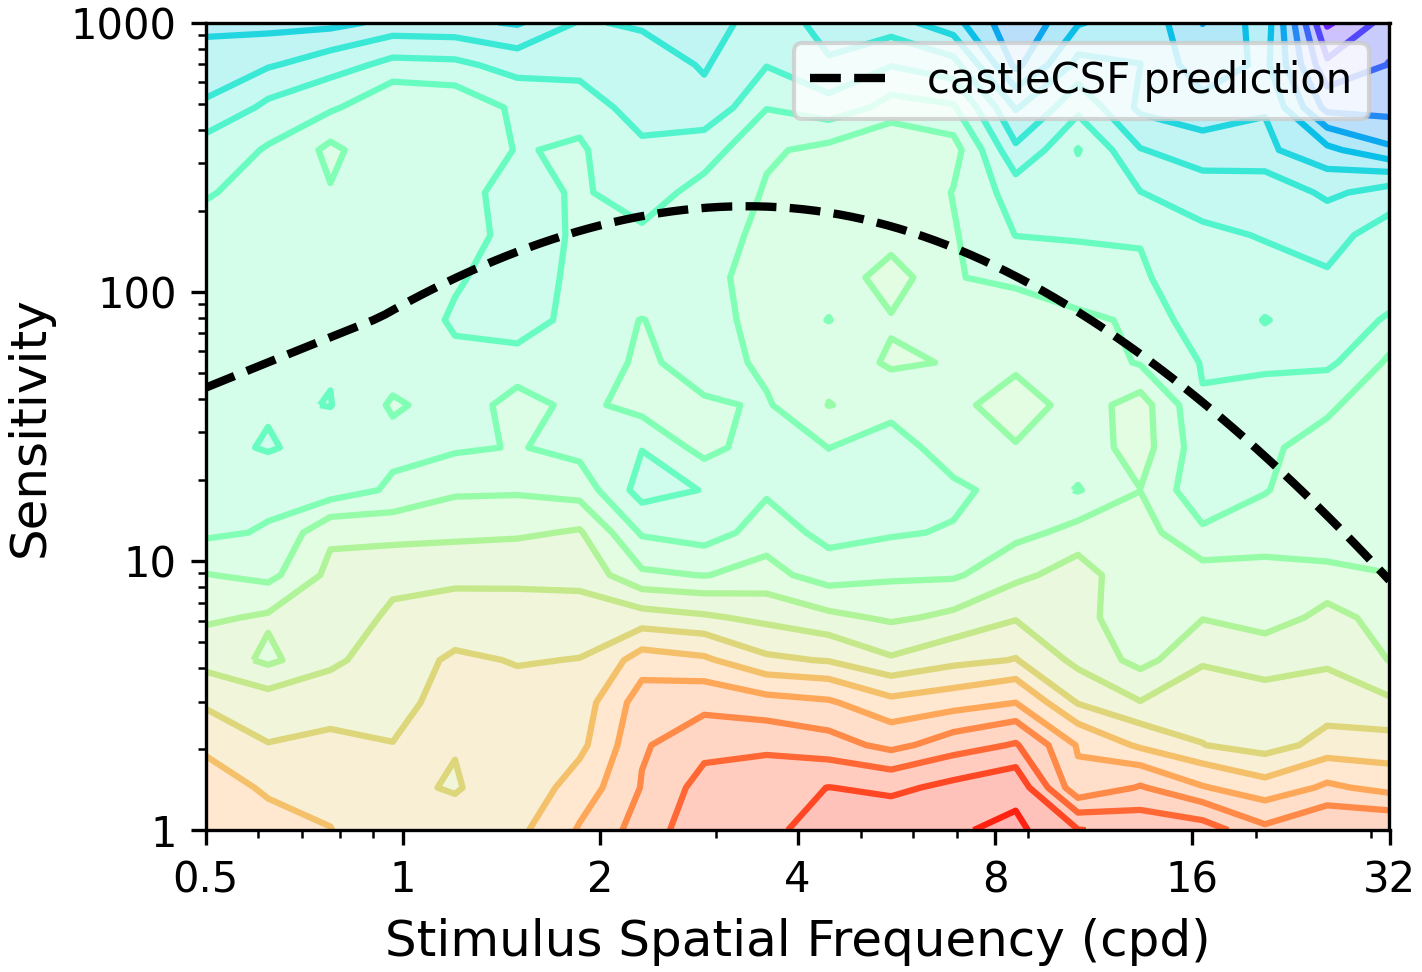 1000
100
10
1
Sensitivity
castleCSF prediction
0.5 1 2 4 8 16 32
Stimulus Spatial Frequency (cpd)